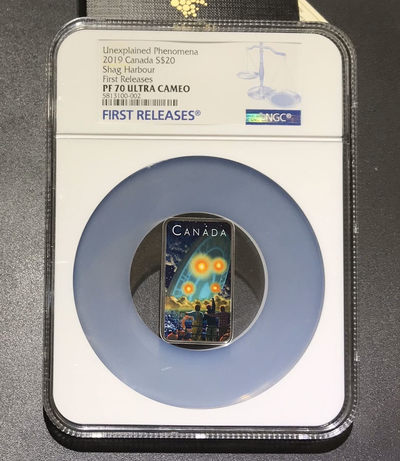 Unexplained Phenomena
2019 Canada S$20
Shag Harbour
First Releases
PF 70 ULTRA CAMEO
5813100-002
FIRST RELEASES®
NGC®
CANADA